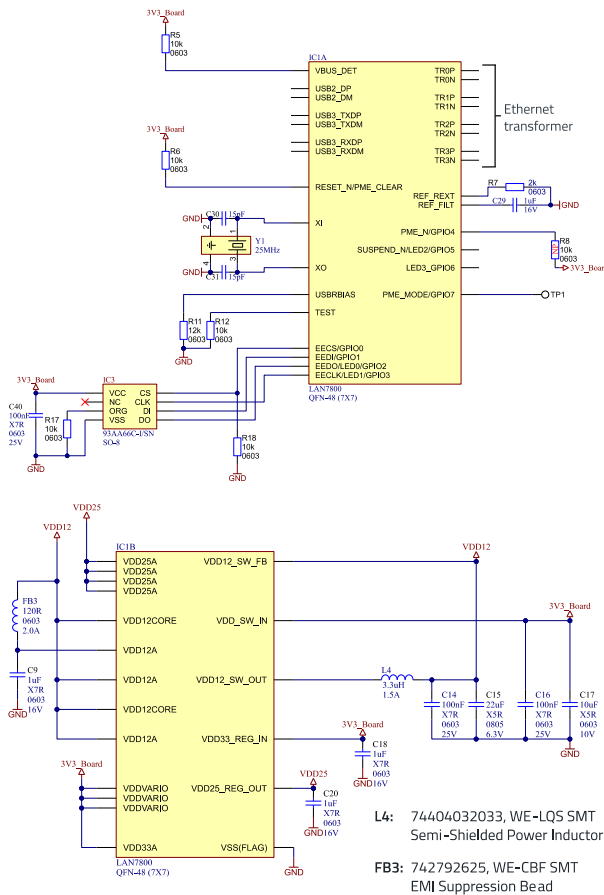 3V3_Board
R5
10k
0603
IC1A
VBUS_DET
USB2_DP
USB2_DM
USB3_TXDP
USB3_TXDM
USB3_RXDP
USB3_RXDM
TR0P
TR0N
TR1P
TR1N
TR2P
TR2N
TR3P
TR3N
Ethernet
transformer
3V3_Board
R6
10k
0603
RESET_N/PME_CLEAR
REF_REXT
REF_FILT
R7
2k
0603
C29
1uF
16V
GND
GND
C30
15pF
XI
2
1
Y1
25MHz
4
3
GND
C31
15pF
XO
PME_N/GPIO4
SUSPEND_N/LED2/GPIO5
LED3_GPIO6
PME_MODE/GPIO7
R8
10k
0603
3V3_Board
TP1
USBRBIAS
TEST
R11
12k
0603
R12
10k
0603
GND
EECS/GPIO0
EEDI/GPIO1
EEDO/LED0/GPIO2
EECLK/LED1/GPIO3
LAN7800
QFN-48 (7X7)
3V3_Board
IC3
VCC
NC
ORG
VSS
CS
CLK
DI
DO
93AA66C-I/SN
SO-8
C40
100nF
X7R
0603
25V
R17
10k
0603
GND
R18
10k
0603
GND
VDD12
VDD25
IC1B
VDD25A
VDD25A
VDD25A
VDD25A
VDD12CORE
VDD12A
VDD12A
VDD12CORE
VDD12A
VDDVARIO
VDDVARIO
VDDVARIO
VDD33A
VDD12_SW_FB
VDD_SW_IN
VDD12_SW_OUT
VDD33_REG_IN
VDD25_REG_OUT
VSS(FLAG)
LAN7800
QFN-48 (7X7)
FB3
120R
0603
2.0A
C9
1uF
X7R
0603
16V
GND
3V3_Board
VDD12
3V3_Board
L4
3.3uH
1.5A
C14
100nF
X7R
0603
25V
C15
22uF
X5R
0805
6.3V
C16
100nF
X7R
0603
25V
C17
10uF
X5R
0603
10V
GND
3V3_Board
C18
1uF
X7R
0603
16V
GND
VDD25
C20
1uF
X7R
0603
16V
GND
GND
L4: 74404032033, WE-LQS SMT
Semi-Shielded Power Inductor
FB3: 742792625, WE-CBF SMT
EMI Suppression Bead